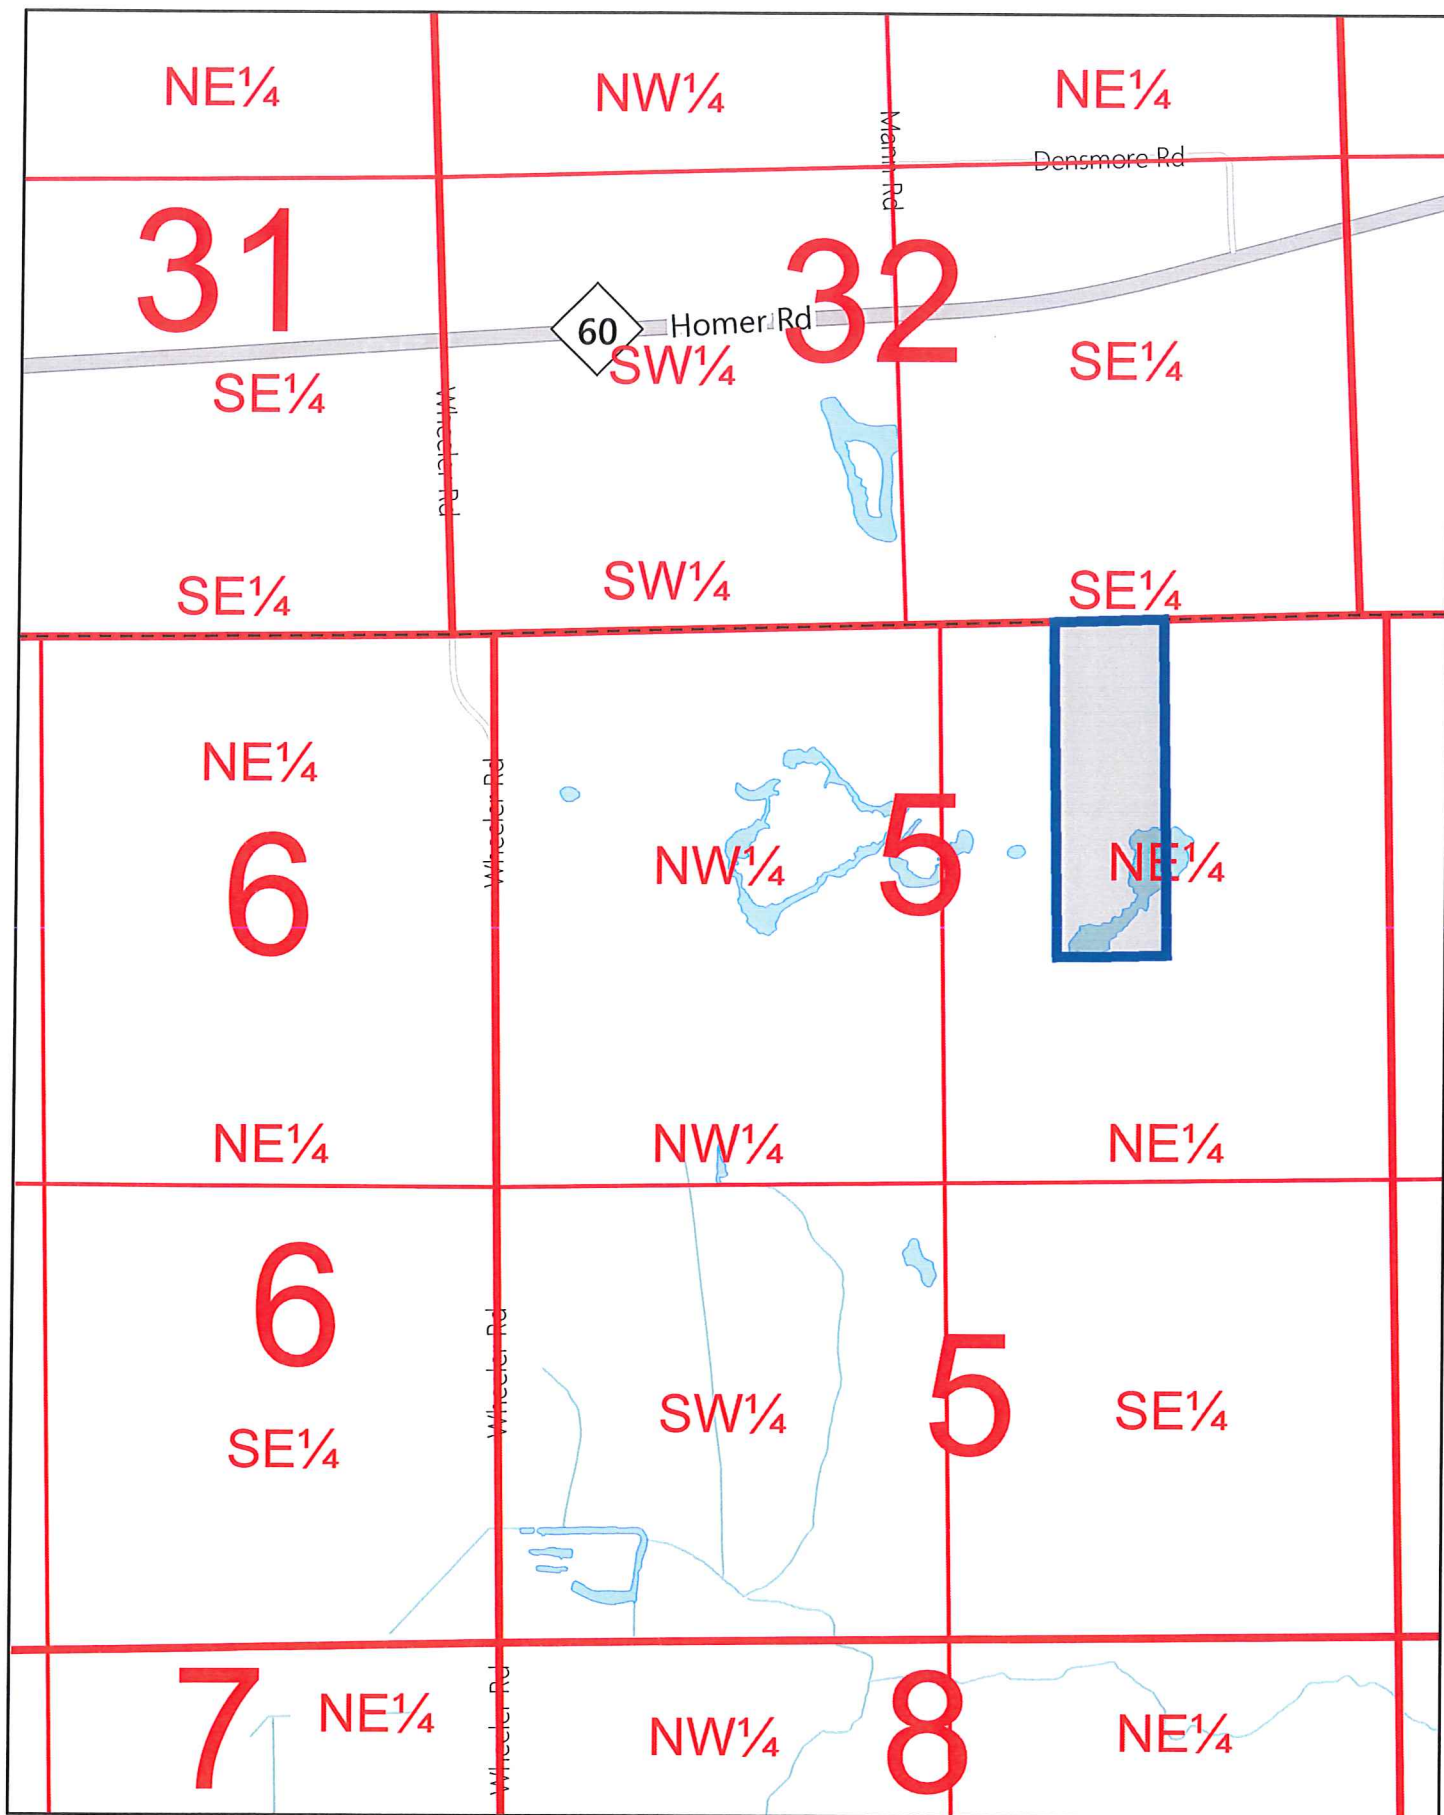 NE¼ NW¼ NE¼
Mann Rd
Densmore Rd
31 32
60 Homer Rd
SE¼ SW¼ SE¼
Wheeler Rd
SE¼ SW¼ SE¼
NE¼
Wheeler Rd
6 NW¼ 5 NE¼
NE¼ NW¼ NE¼
6
Wheeler Rd
5
SE¼ SW¼ SE¼
7 NE¼
Wheeler Rd
NW¼ 8 NE¼